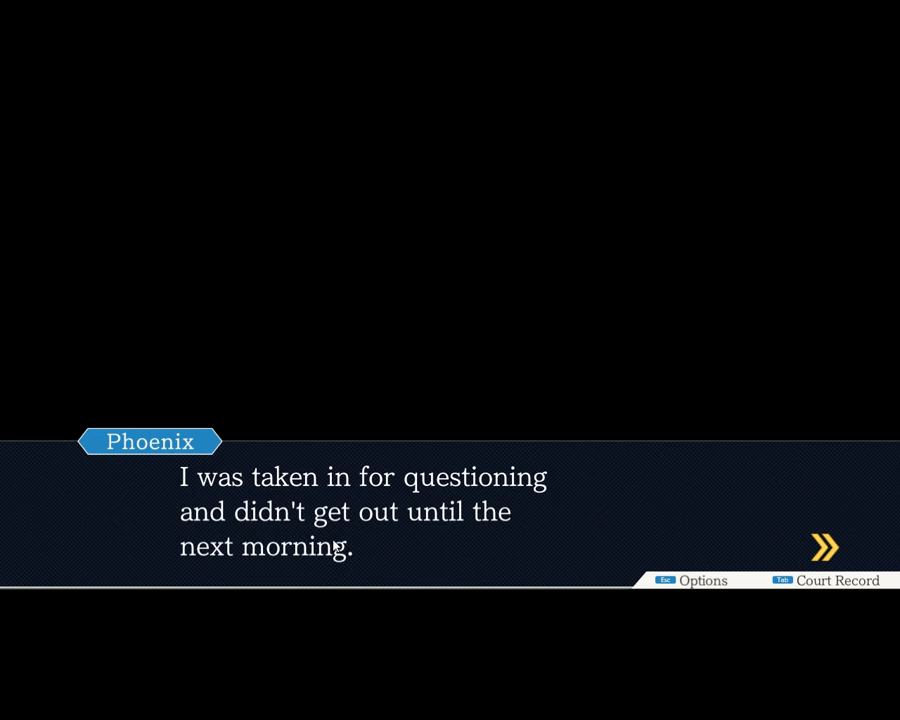 Phoenix
I was taken in for questioning
and didn't get out until the
next morning.
Esc Options Tab Court Record